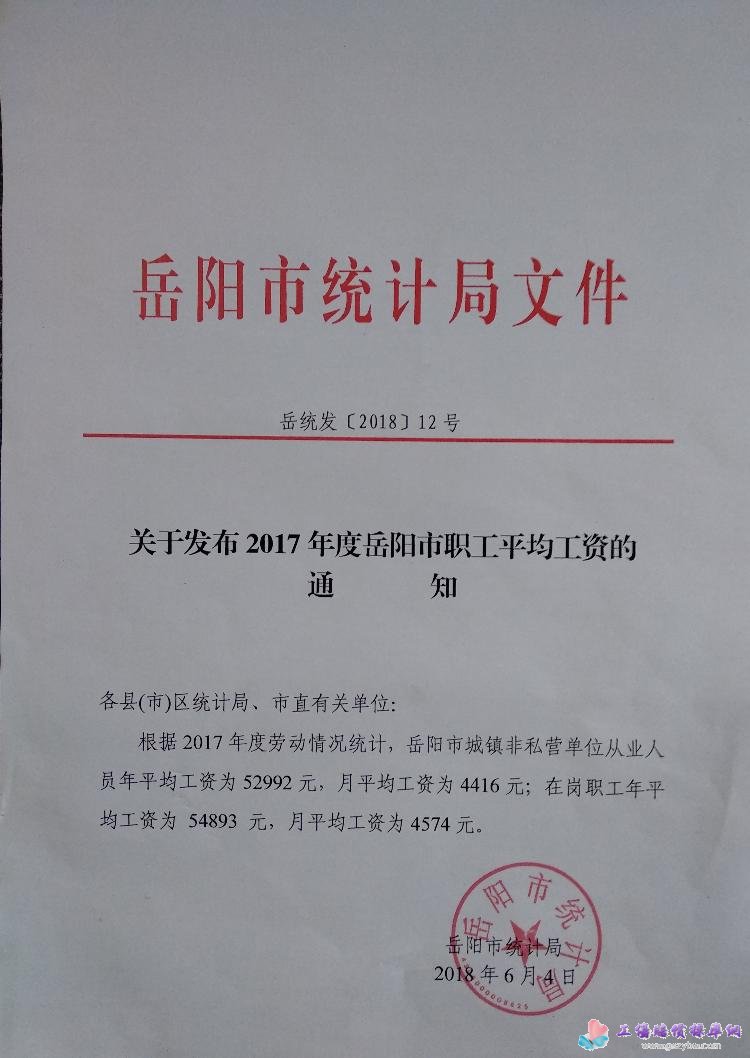 岳阳市统计局文件
岳统发〔2018〕12号
关于发布2017年度岳阳市职工平均工资的
通 知
各县(市)区统计局、市直有关单位:
根据2017年度劳动情况统计，岳阳市城镇非私营单位从业人
员年平均工资为52992元，月平均工资为4416元；在岗职工年平
均工资为 54893 元，月平均工资为4574元。
岳阳市统计局
岳阳市统计局
2018年6月4日